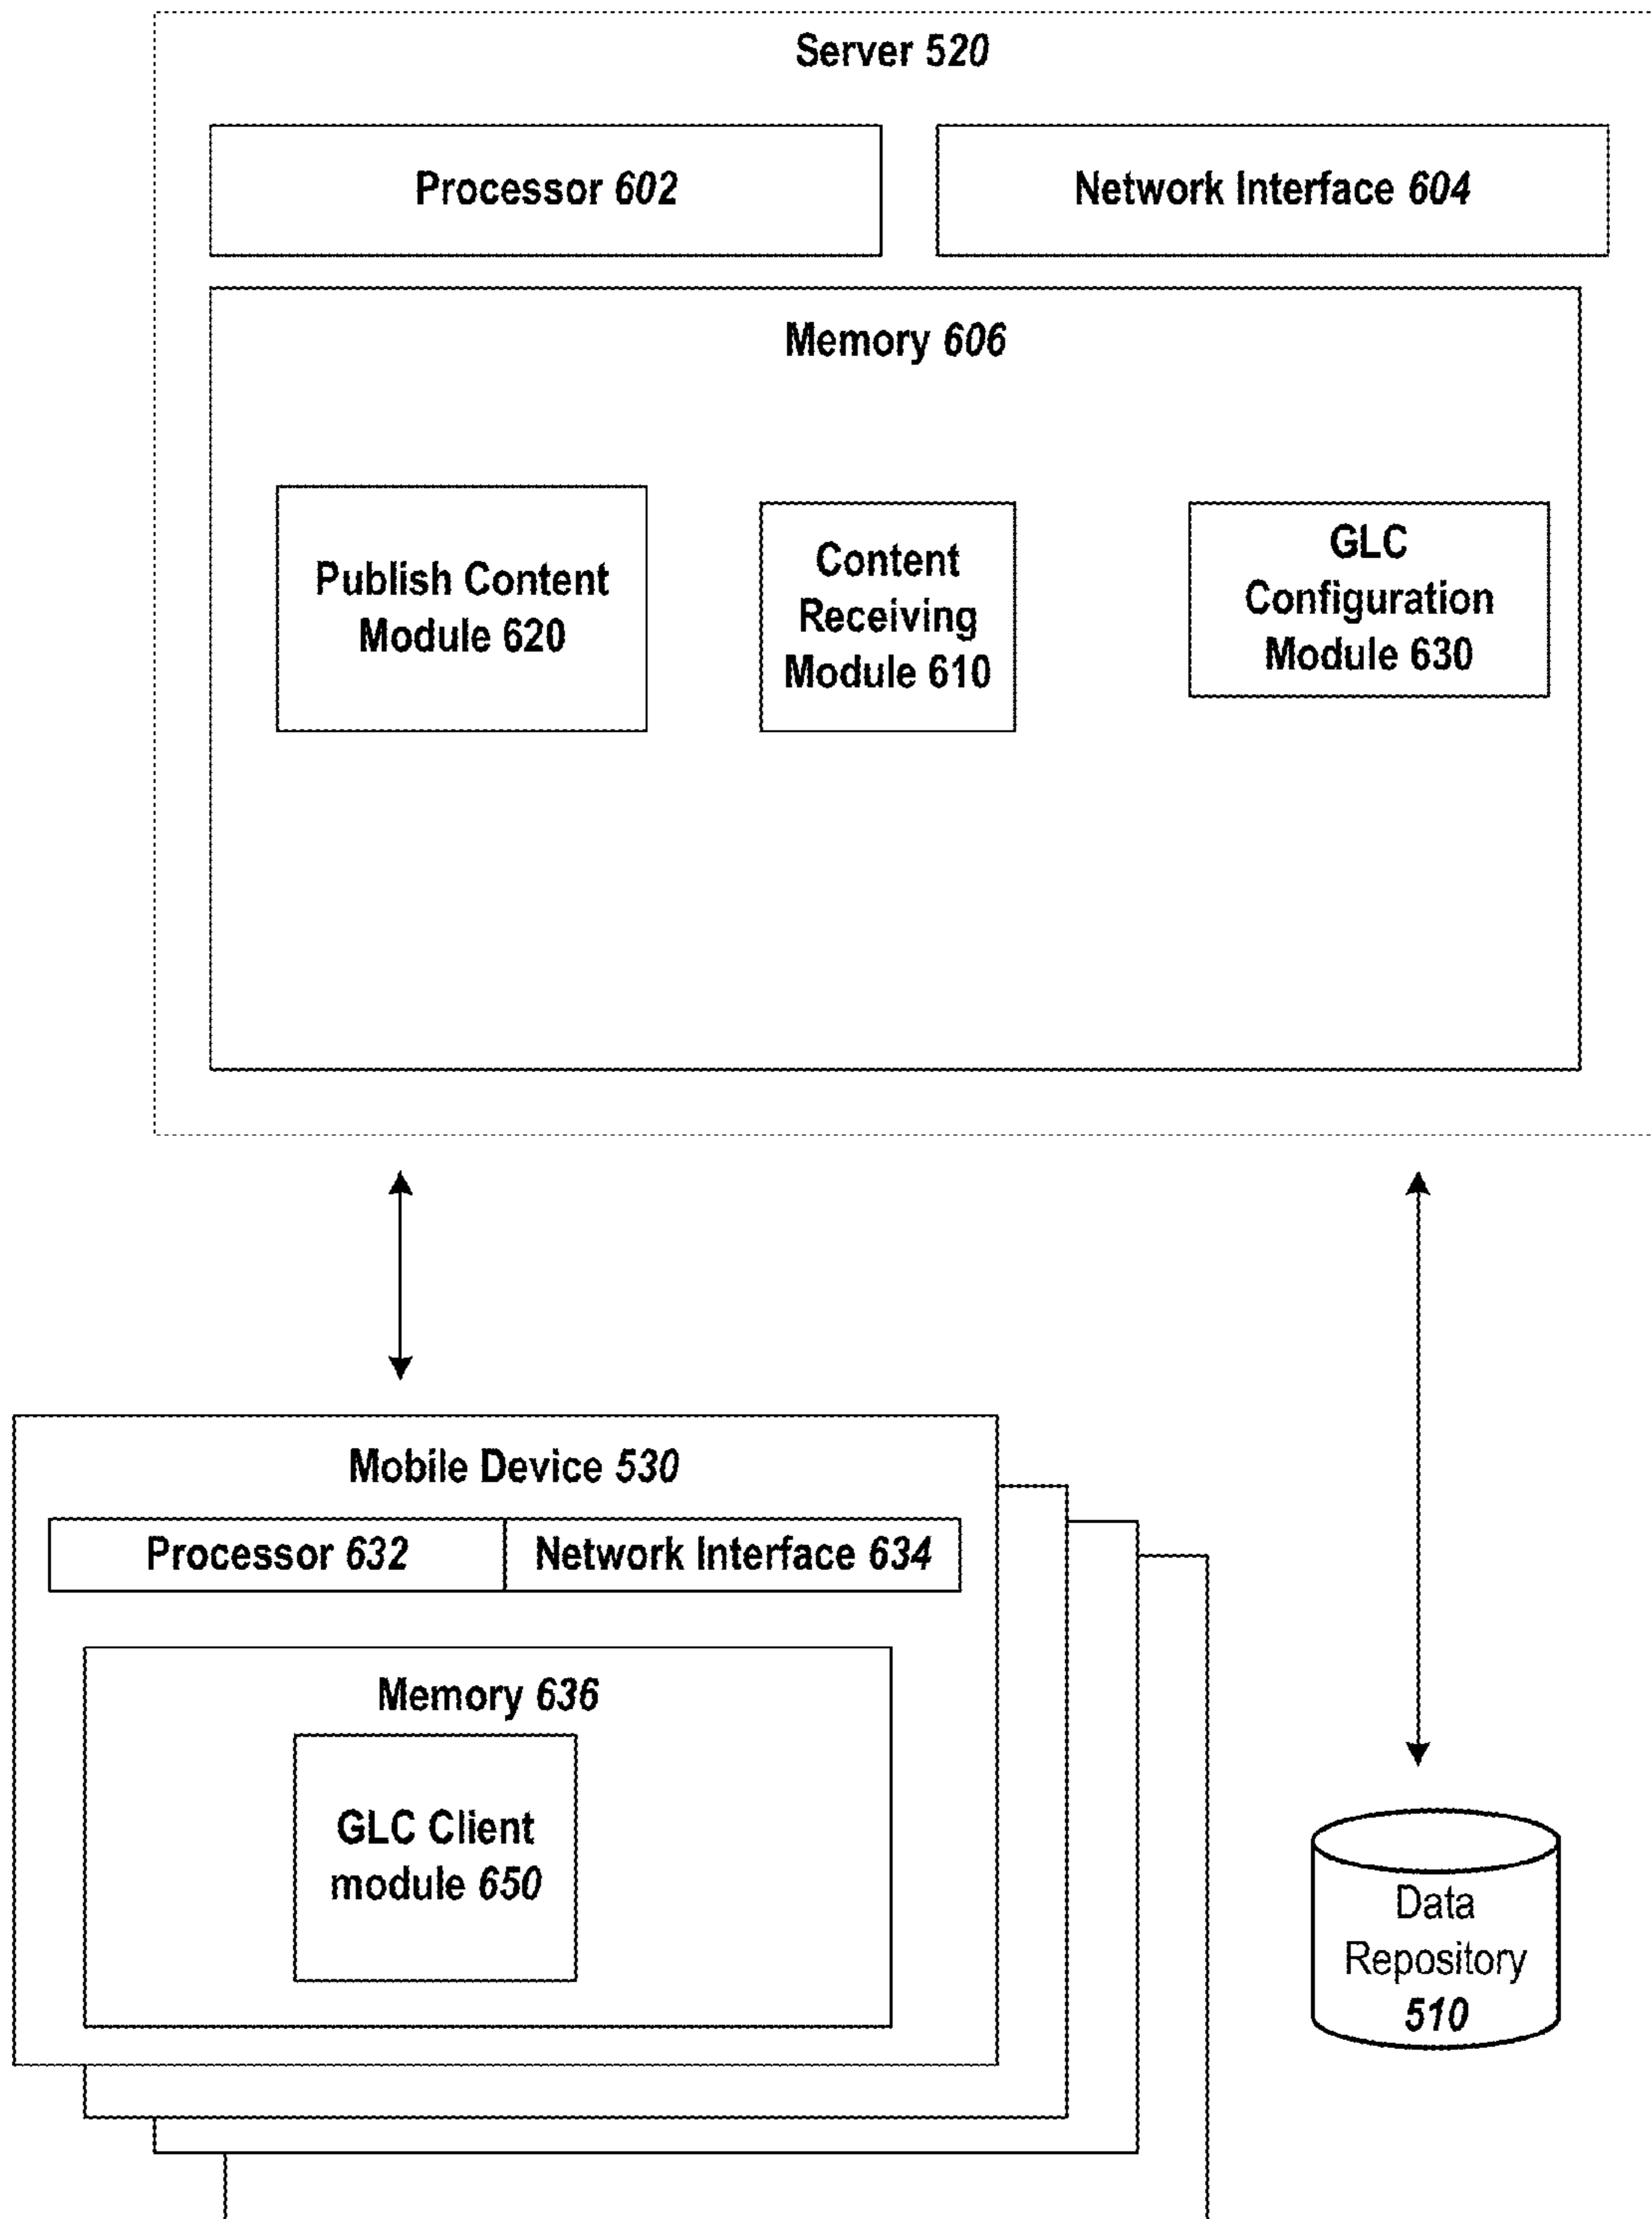 Server 520
Processor 602
Network Interface 604
Memory 606
Publish Content
Module 620
Content
Receiving
Module 610
GLC
Configuration
Module 630
Mobile Device 530
Processor 632
Network Interface 634
Memory 636
GLC Client
module 650
Data
Repository
510